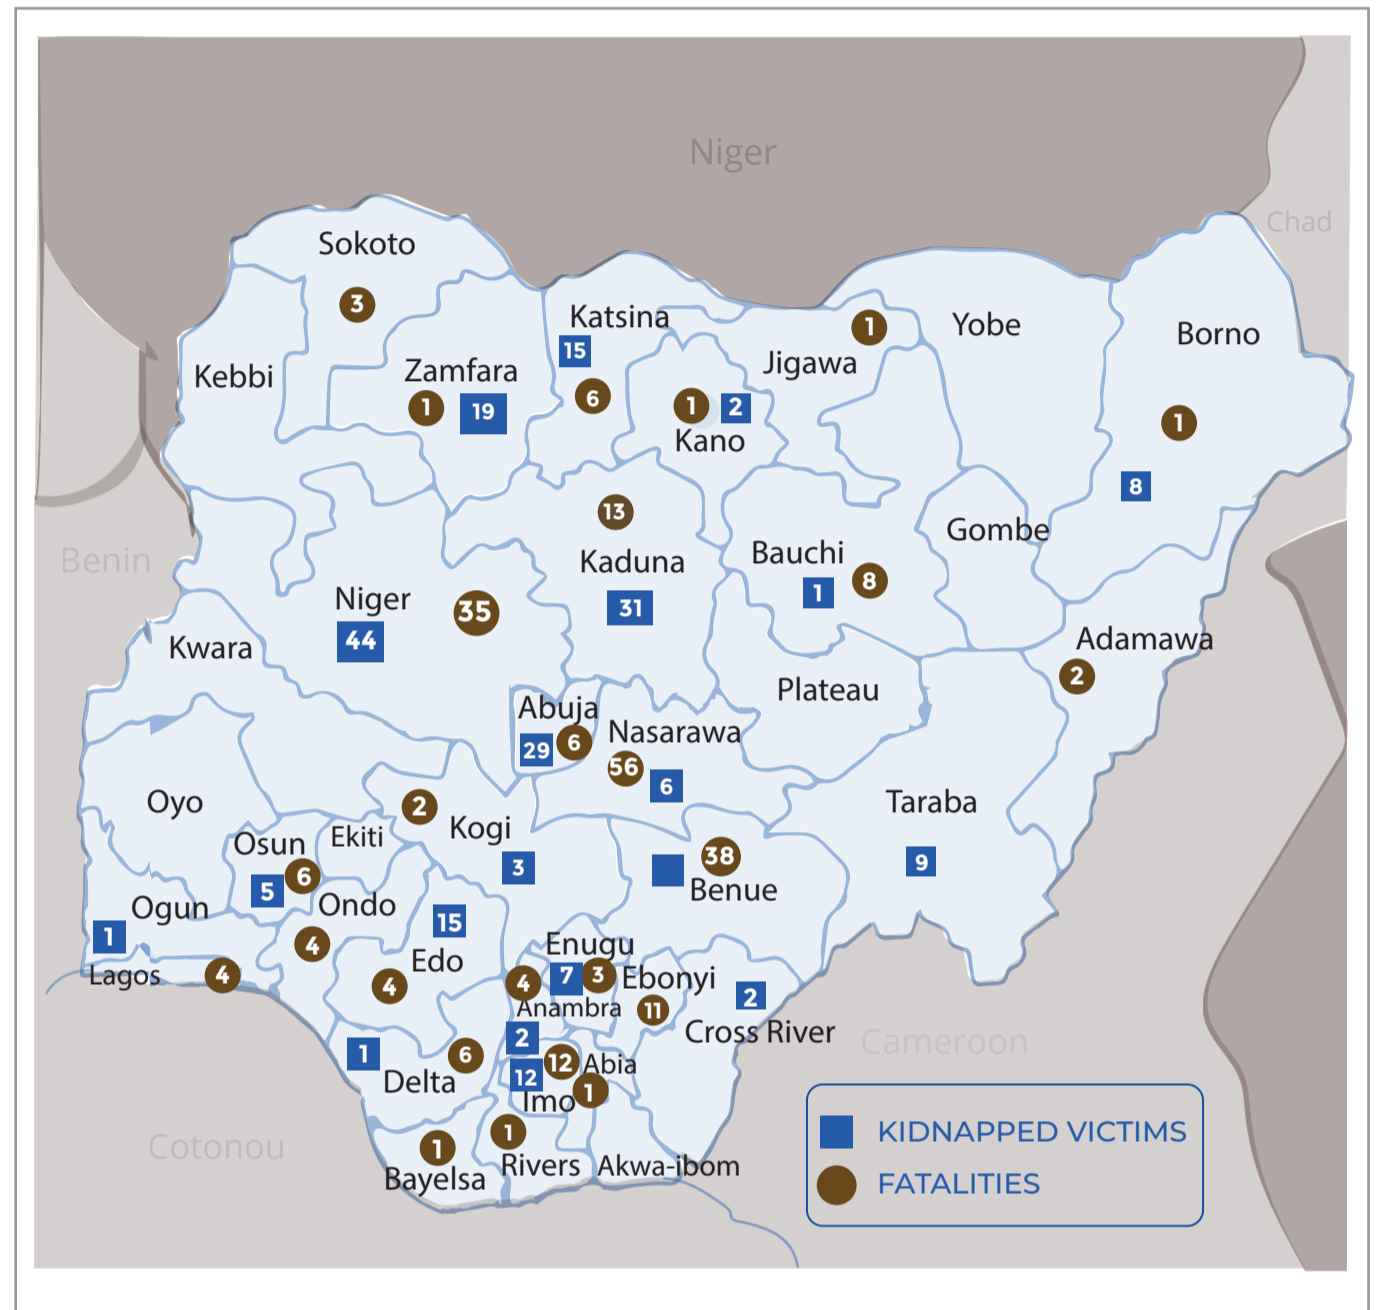 Niger
Chad
Sokoto
3
Katsina
15
6
1
Yobe
Borno
Jigawa
Kebbi
Zamfara
1
19
1
2
Kano
1
8
13
Kaduna
31
Gombe
Benin
Bauchi
1
8
Niger
35
44
Kwara
Adamawa
2
Plateau
Abuja
29
6
Nasarawa
56
6
Oyo
2
Kogi
3
Taraba
9
Osun
5
6
Ekiti
38
Benue
Ogun
1
Lagos
4
Ondo
4
15
Edo
4
Enugu
7
3
4
Anambra
Ebonyi
11
2
Cross River
Cameroon
2
1
Delta
6
12
Abia
12
Imo
1
Cotonou
1
Bayelsa
1
Rivers
Akwa-ibom
KIDNAPPED VICTIMS
FATALITIES